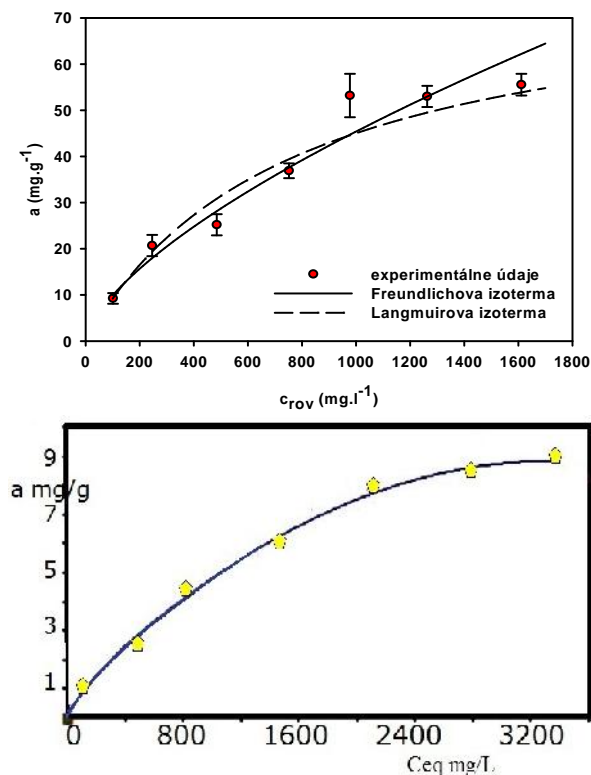 70
60
50
40
30
20
10
0
a (mg.g-1)
experimentálne údaje
Freundlichova izoterma
Langmuirova izoterma
0 200 400 600 800 1000 1200 1400 1600 1800
crov (mg.l-1)
9
a mg/g
7
5
3
1
0 800 1600 2400 3200
Ceq mg/L